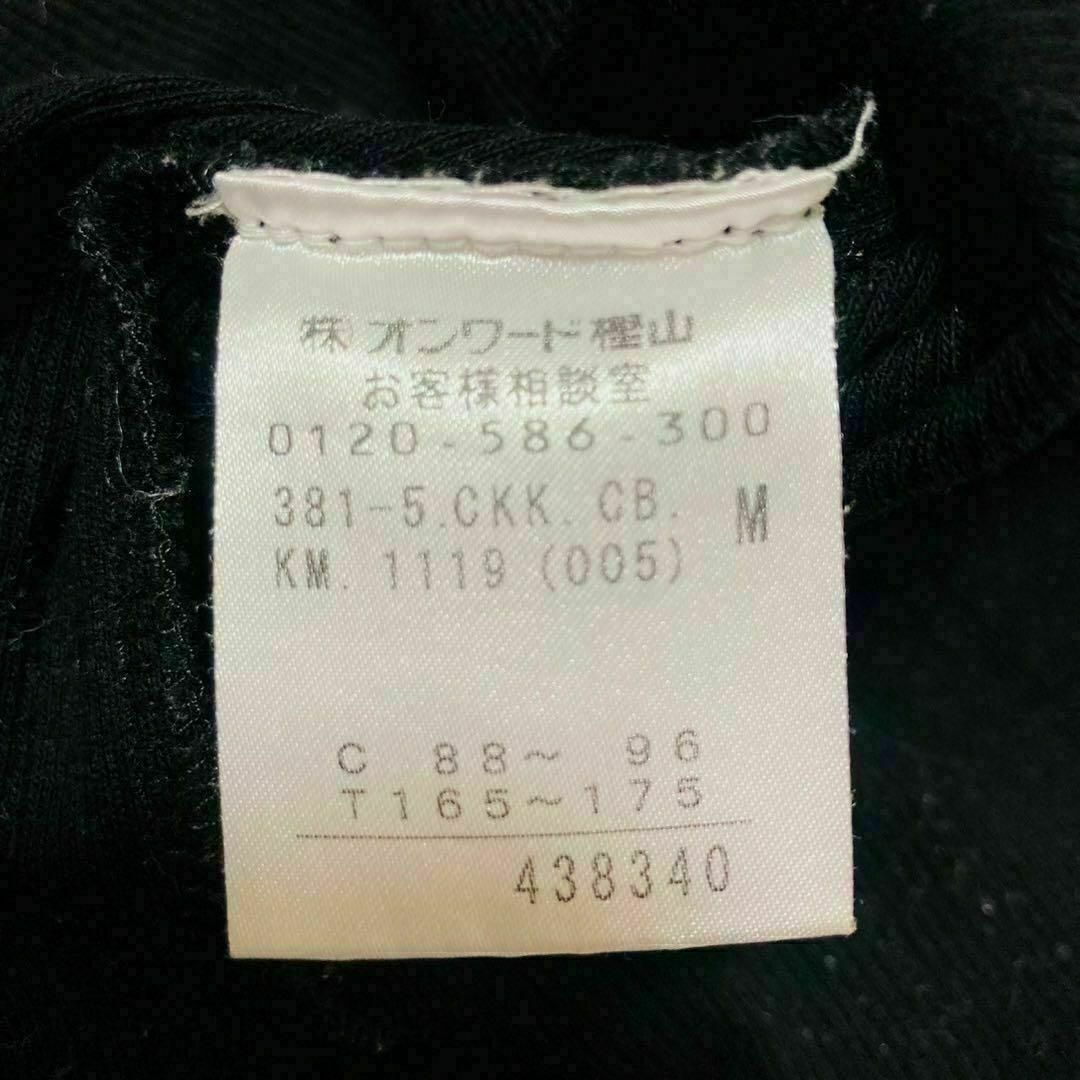 ㈱オンワード樫山
お客様相談室
0120-586-300
381-5.CKK.CB. M
KM. 1119 (005)
C 88～ 96
T165～175
438340